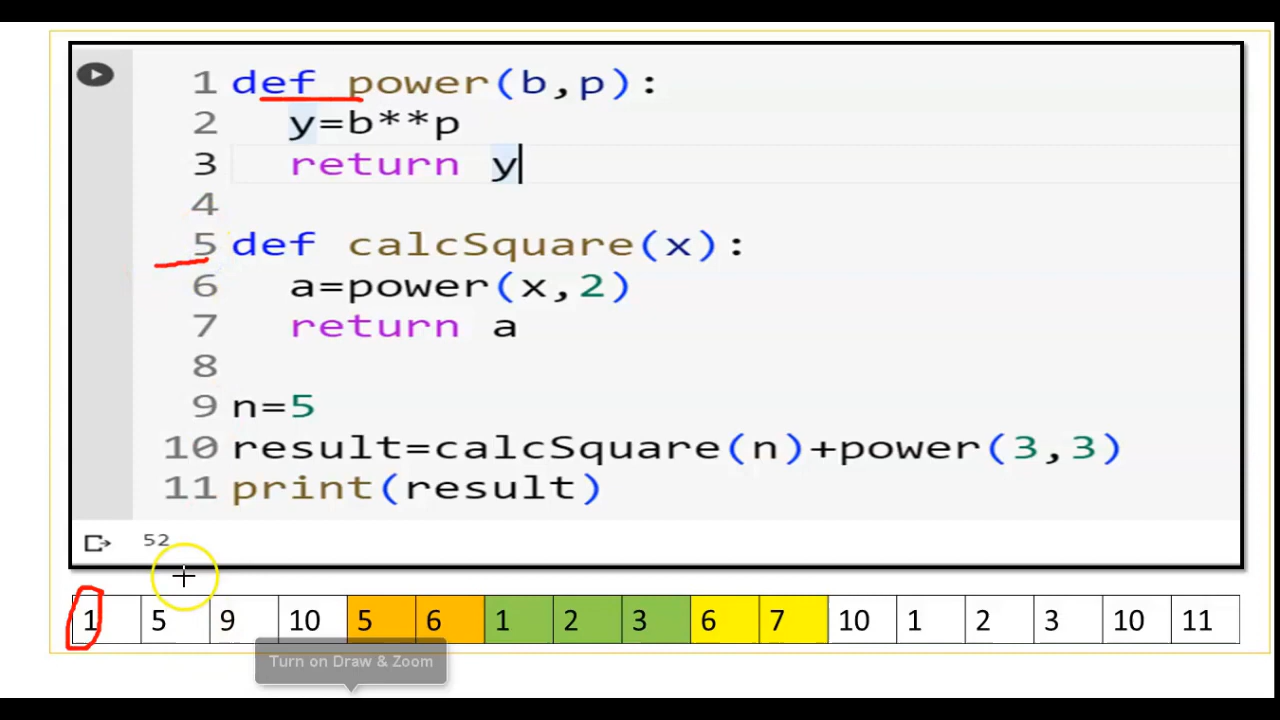 1 def power(b,p):
2 y=b**p
3 return y
4
5 def calcSquare(x):
6 a=power(x,2)
7 return a
8
9 n=5
10 result=calcSquare(n)+power(3,3)
11 print(result)
52
1 5 9 10 5 6 1 2 3 6 7 10 1 2 3 10 11
Turn on Draw & Zoom